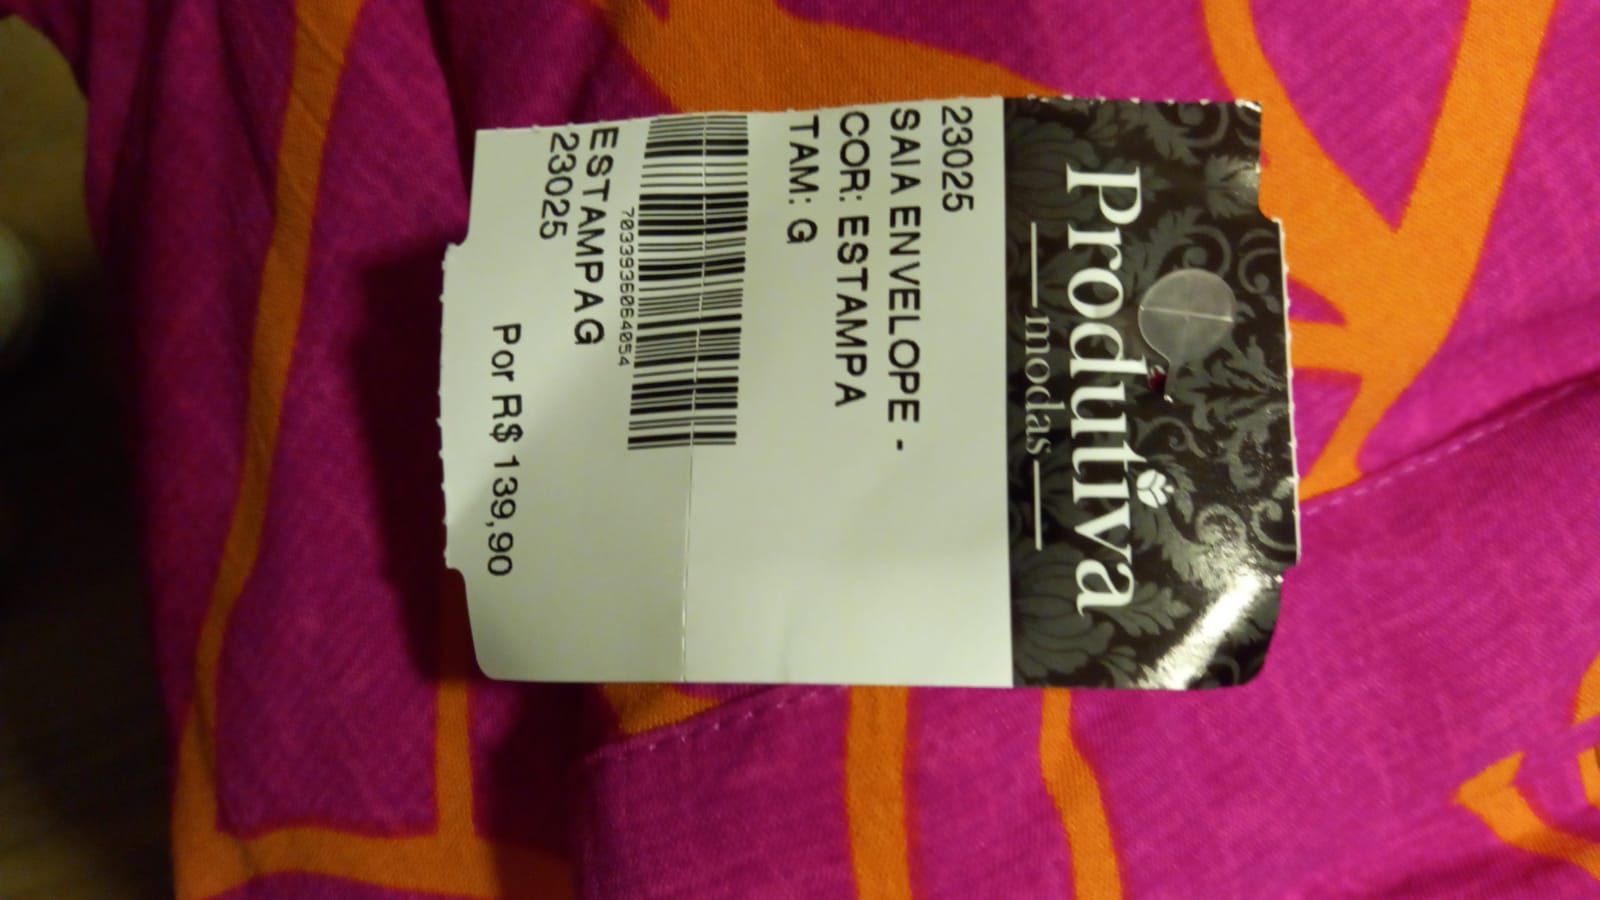 Produtiva
modas
23025
SAIA ENVELOPE -
COR: ESTAMPA
TAM: G
7033936064054
ESTAMPA G
23025
Por R$ 139,90